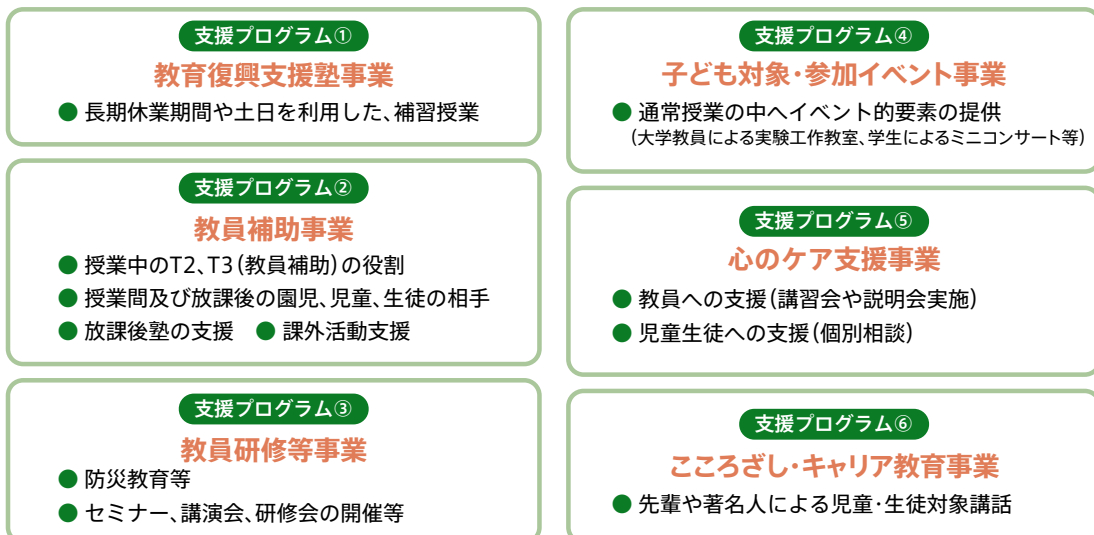 支援プログラム①
教育復興支援塾事業
● 長期休業期間や土日を利用した、補習授業
支援プログラム②
教員補助事業
● 授業中のT2、T3(教員補助)の役割
● 授業間及び放課後の園児、児童、生徒の相手
● 放課後塾の支援 ● 課外活動支援
支援プログラム③
教員研修等事業
● 防災教育等
● セミナー、講演会、研修会の開催等
支援プログラム④
子ども対象・参加イベント事業
● 通常授業の中へイベント的要素の提供
(大学教員による実験工作教室、学生によるミニコンサート等)
支援プログラム⑤
心のケア支援事業
● 教員への支援(講習会や説明会実施)
● 児童生徒への支援(個別相談)
支援プログラム⑥
こころざし・キャリア教育事業
● 先輩や著名人による児童・生徒対象講話